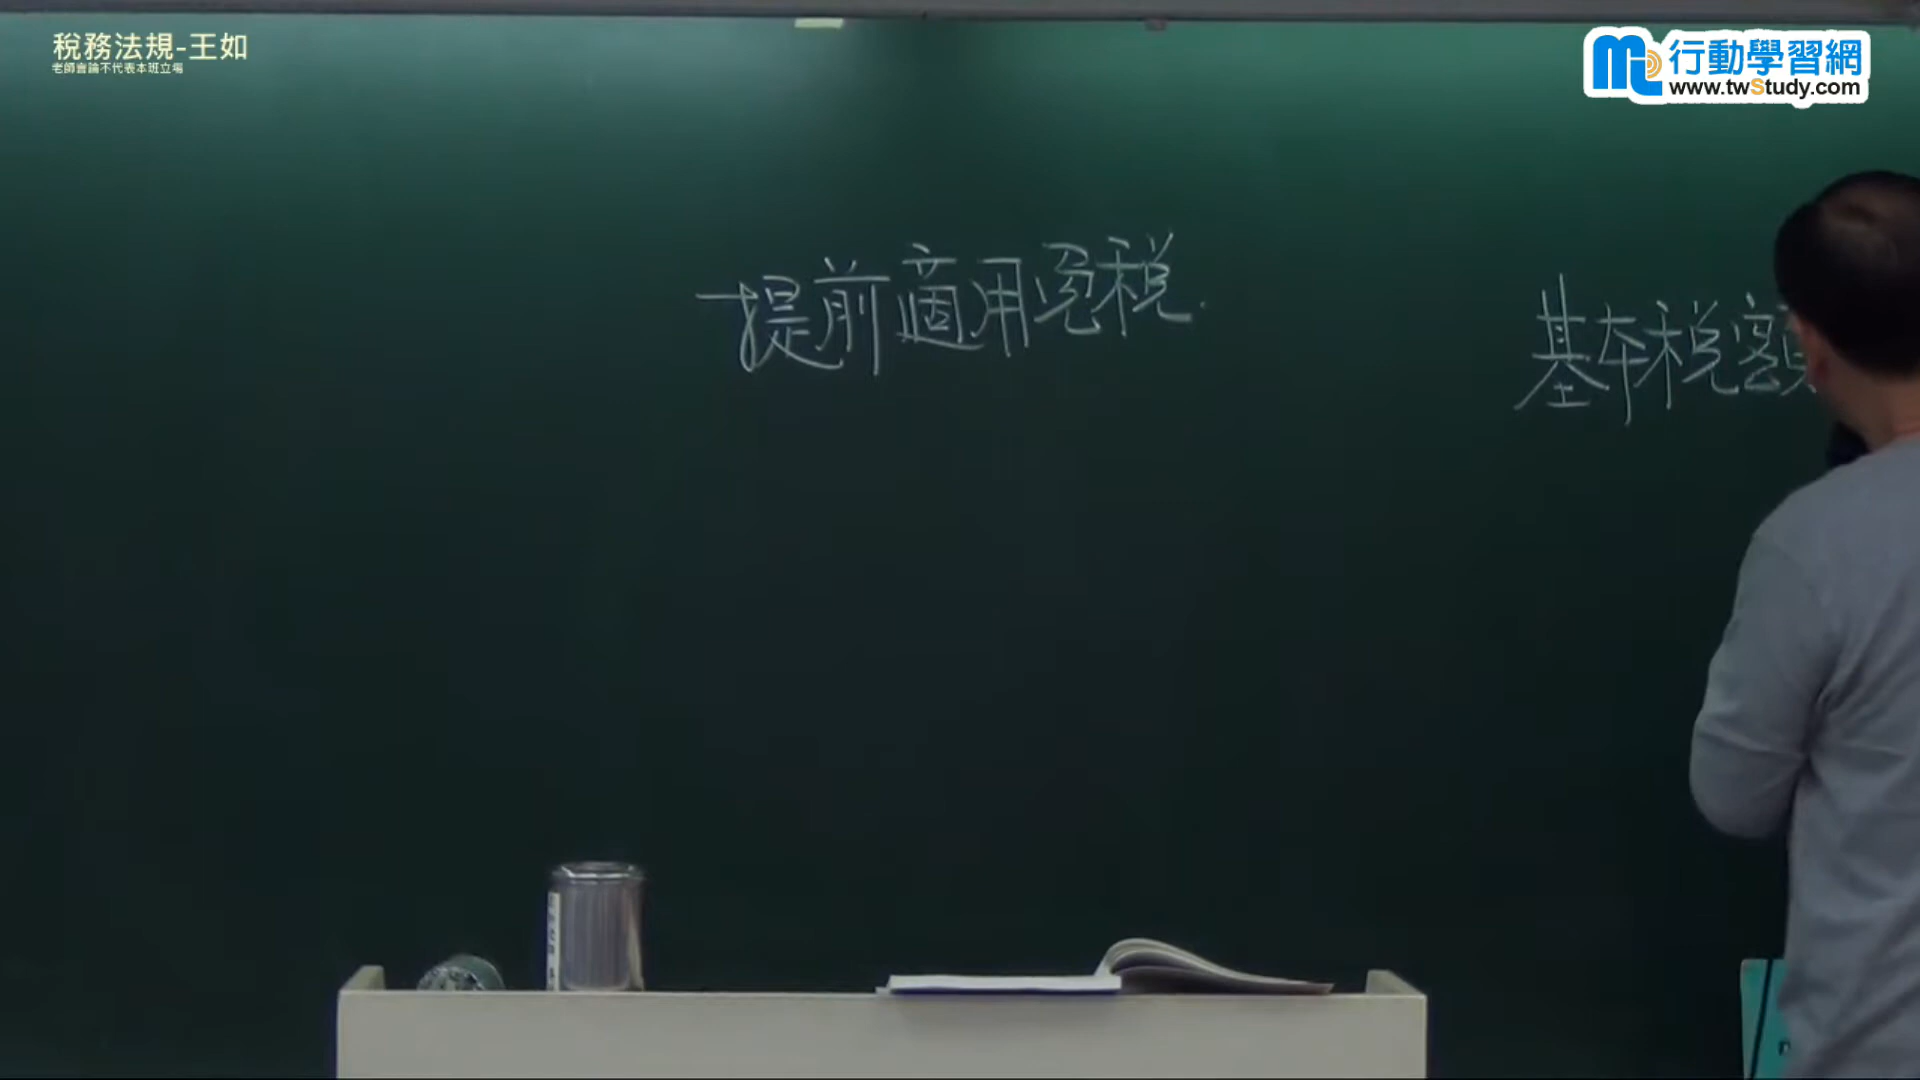 稅務法規-王如
老師言論不代表本班立場
行動學習網
www.twStudy.com
提前適用免稅.
基本稅額